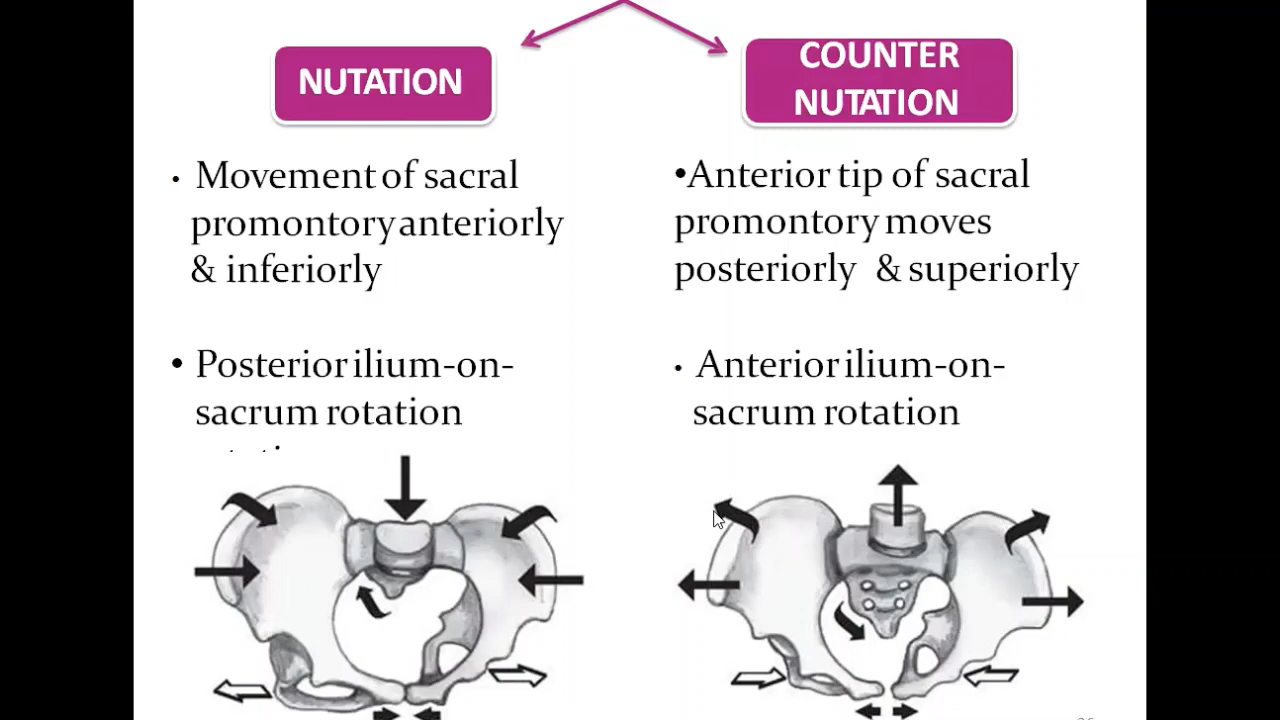 NUTATION
• Movement of sacral
promontory anteriorly
& inferiorly
• Posterior ilium-on-
sacrum rotation
COUNTER
NUTATION
•Anterior tip of sacral
promontory moves
posteriorly & superiorly
• Anterior ilium-on-
sacrum rotation